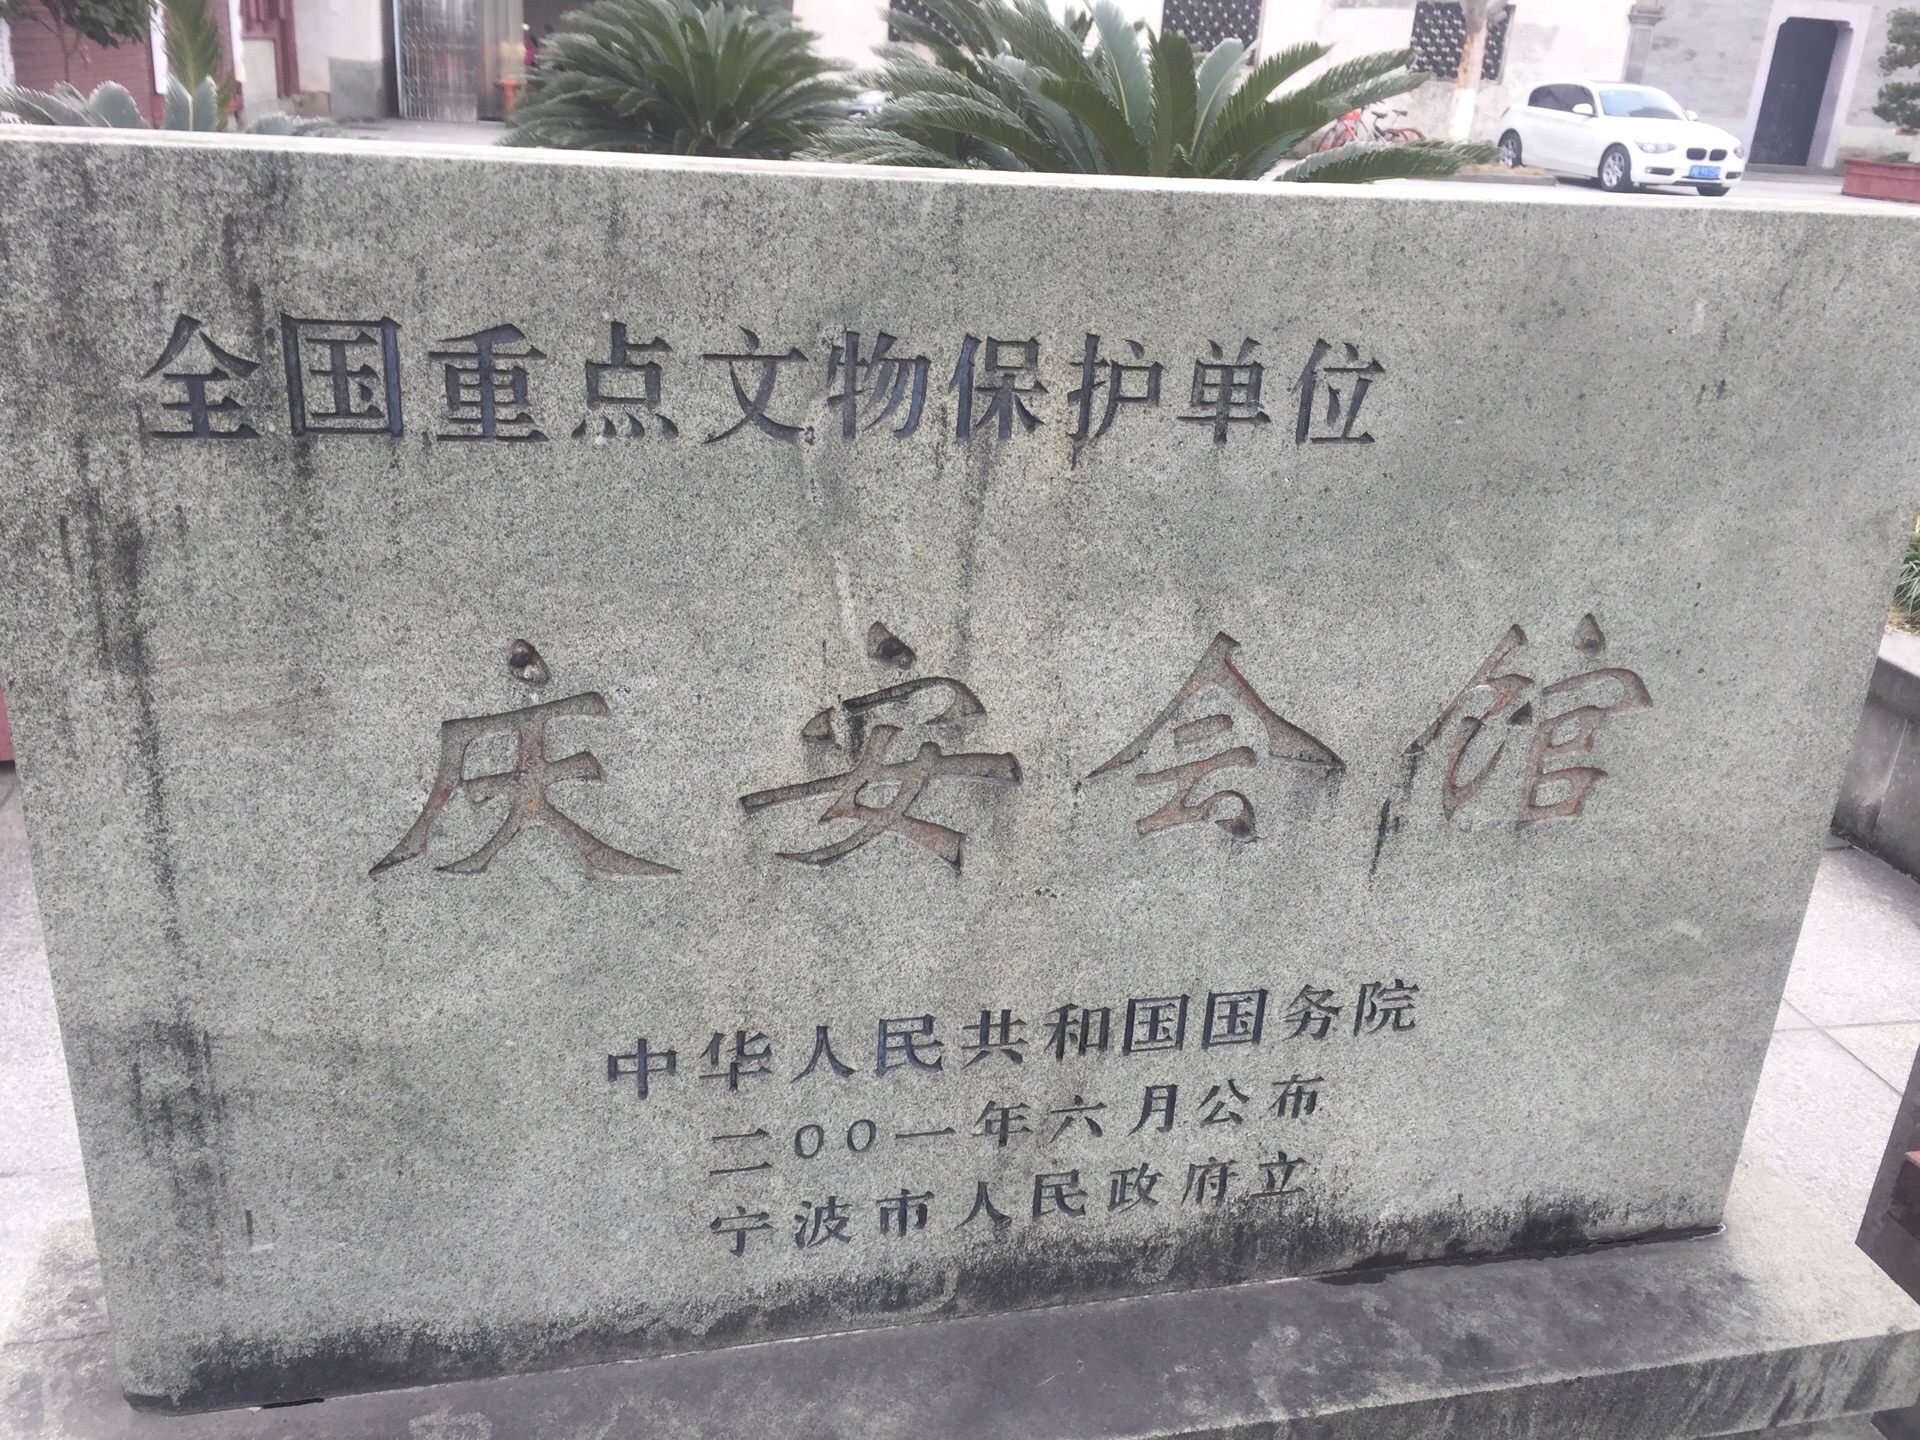 全国重点文物保护单位
庆安会馆
中华人民共和国国务院
二00一年六月公布
宁波市人民政府立